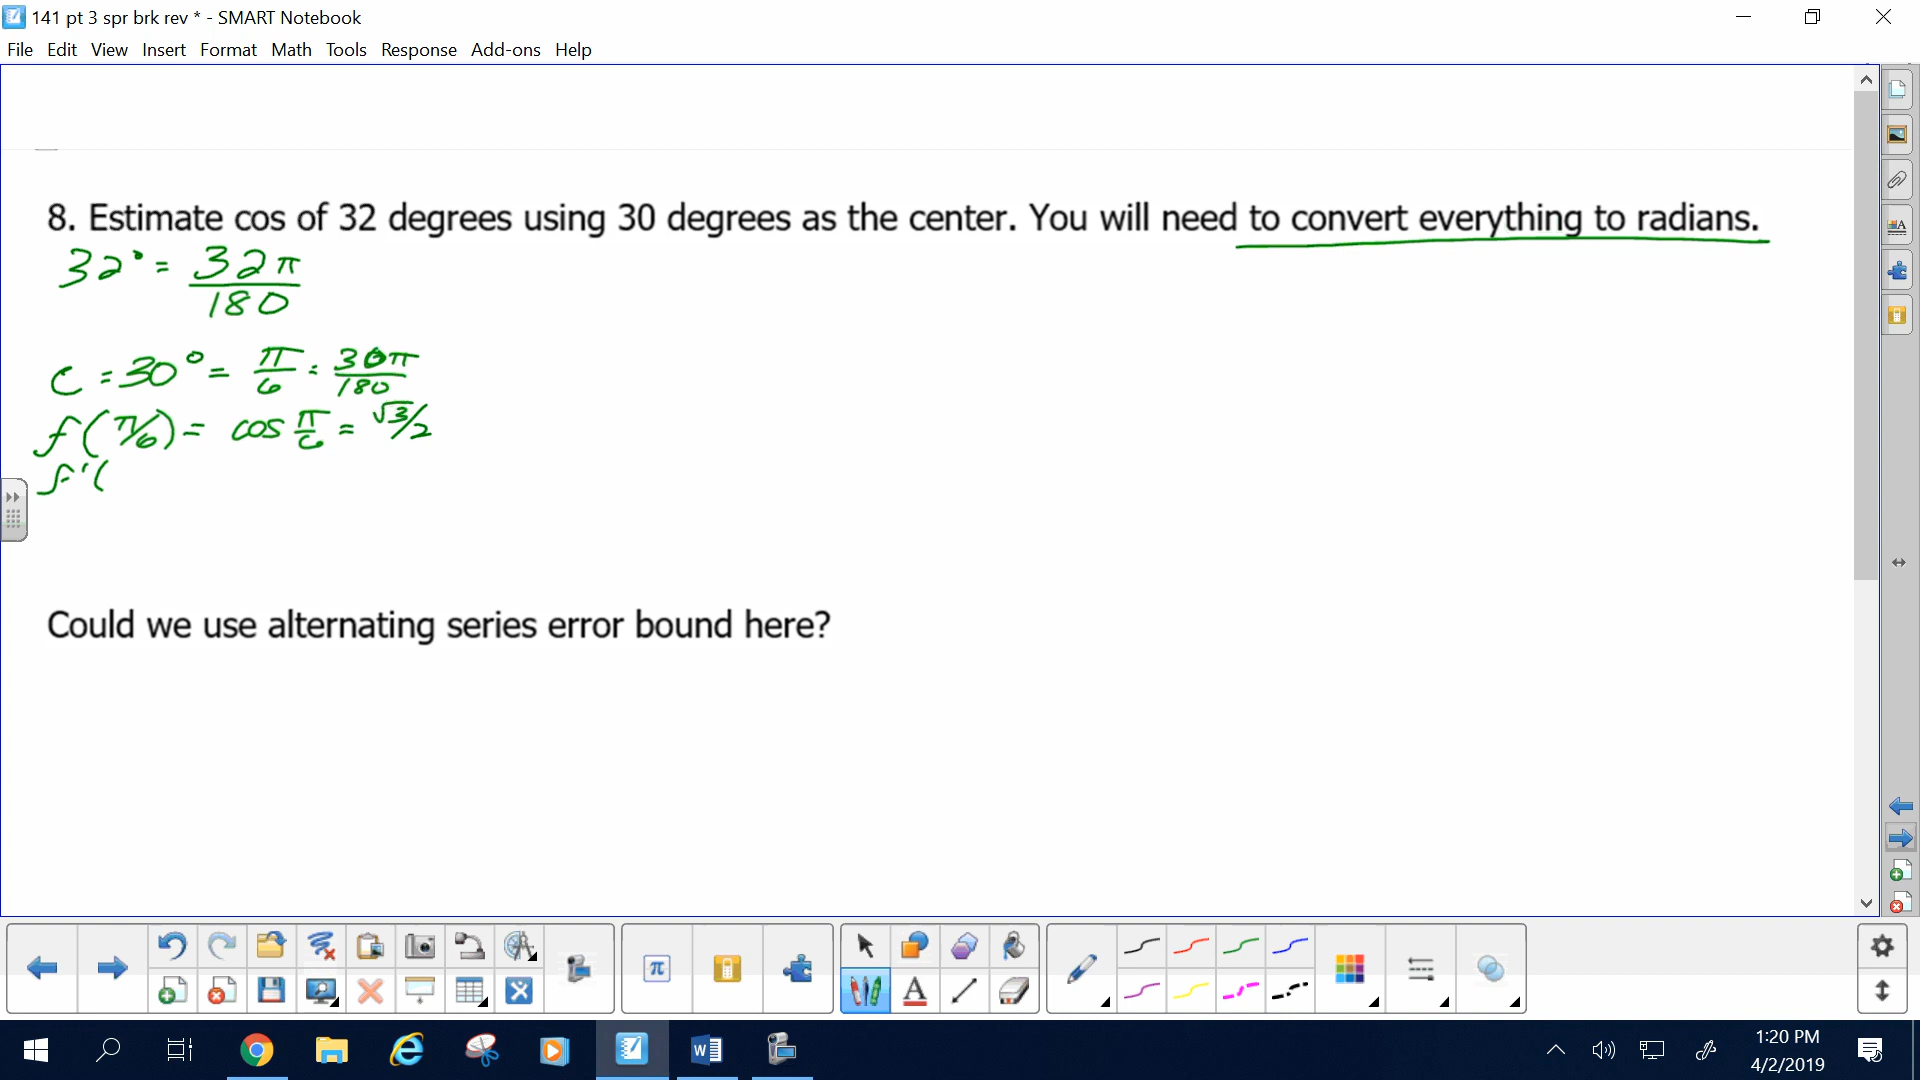 141 pt 3 spr brk rev * - SMART Notebook
File Edit View Insert Format Math Tools Response Add-ons Help
8. Estimate cos of 32 degrees using 30 degrees as the center. You will need to convert everything to radians.
32° = 32π/180
c = 30° = π/6 = 30π/180
f(π/6) = cos π/6 = √3/2
f'(
Could we use alternating series error bound here?
1:20 PM
4/2/2019